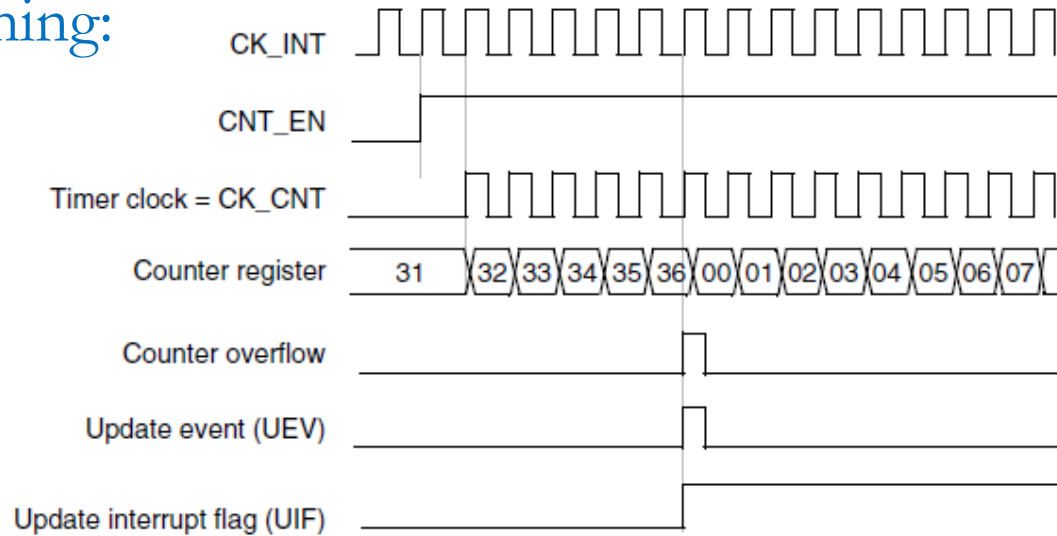 CK_INT
CNT_EN
Timer clock = CK_CNT
Counter register 31 32 33 34 35 36 00 01 02 03 04 05 06 07
Counter overflow
Update event (UEV)
Update interrupt flag (UIF)